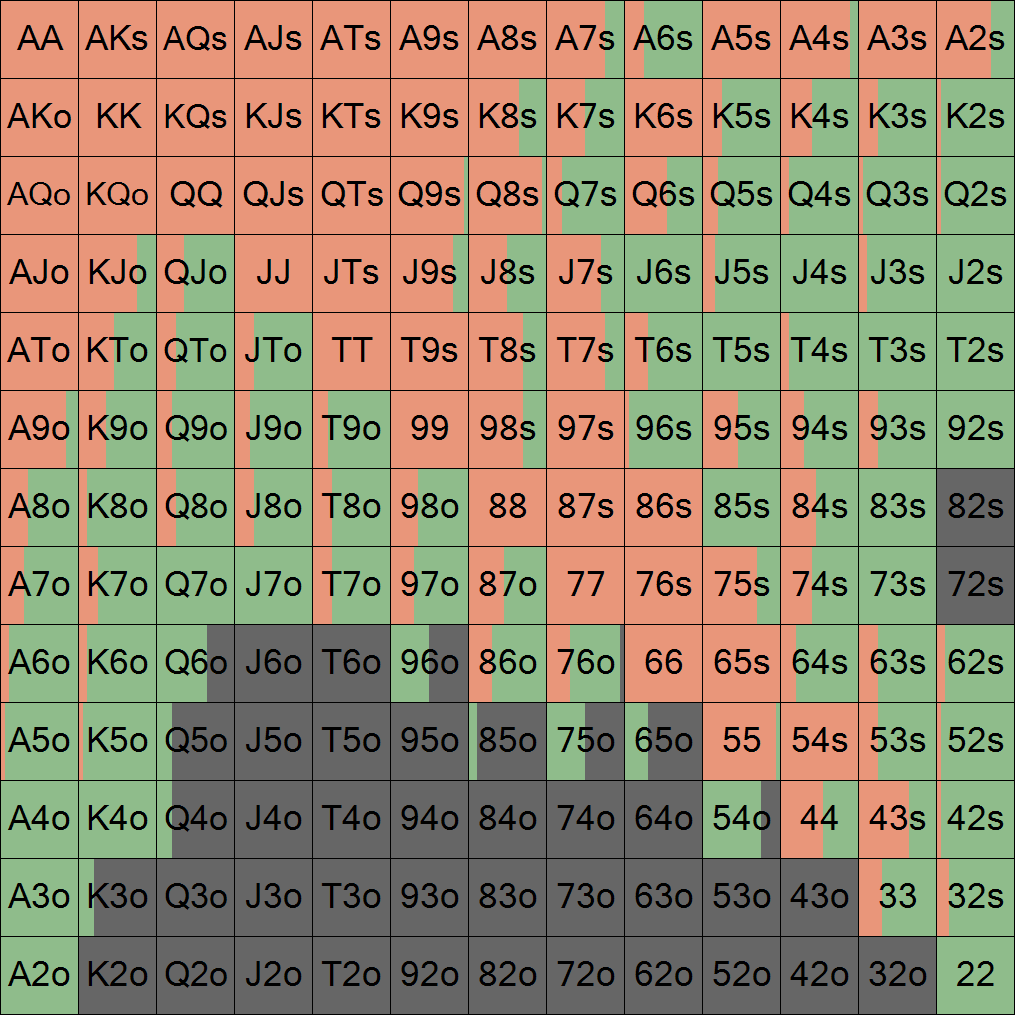 AA AKs AQs AJs ATs A9s A8s A7s A6s A5s A4s A3s A2s
AKo KK KQs KJs KTs K9s K8s K7s K6s K5s K4s K3s K2s
AQo KQo QQ QJs QTs Q9s Q8s Q7s Q6s Q5s Q4s Q3s Q2s
AJo KJo QJo JJ JTs J9s J8s J7s J6s J5s J4s J3s J2s
ATo KTo QTo JTo TT T9s T8s T7s T6s T5s T4s T3s T2s
A9o K9o Q9o J9o T9o 99 98s 97s 96s 95s 94s 93s 92s
A8o K8o Q8o J8o T8o 98o 88 87s 86s 85s 84s 83s 82s
A7o K7o Q7o J7o T7o 97o 87o 77 76s 75s 74s 73s 72s
A6o K6o Q6o J6o T6o 96o 86o 76o 66 65s 64s 63s 62s
A5o K5o Q5o J5o T5o 95o 85o 75o 65o 55 54s 53s 52s
A4o K4o Q4o J4o T4o 94o 84o 74o 64o 54o 44 43s 42s
A3o K3o Q3o J3o T3o 93o 83o 73o 63o 53o 43o 33 32s
A2o K2o Q2o J2o T2o 92o 82o 72o 62o 52o 42o 32o 22